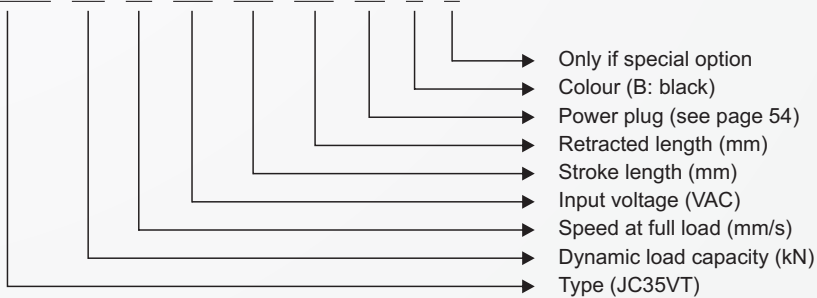 Only if special option
Colour (B: black)
Power plug (see page 54)
Retracted length (mm)
Stroke length (mm)
Input voltage (VAC)
Speed at full load (mm/s)
Dynamic load capacity (kN)
Type (JC35VT)